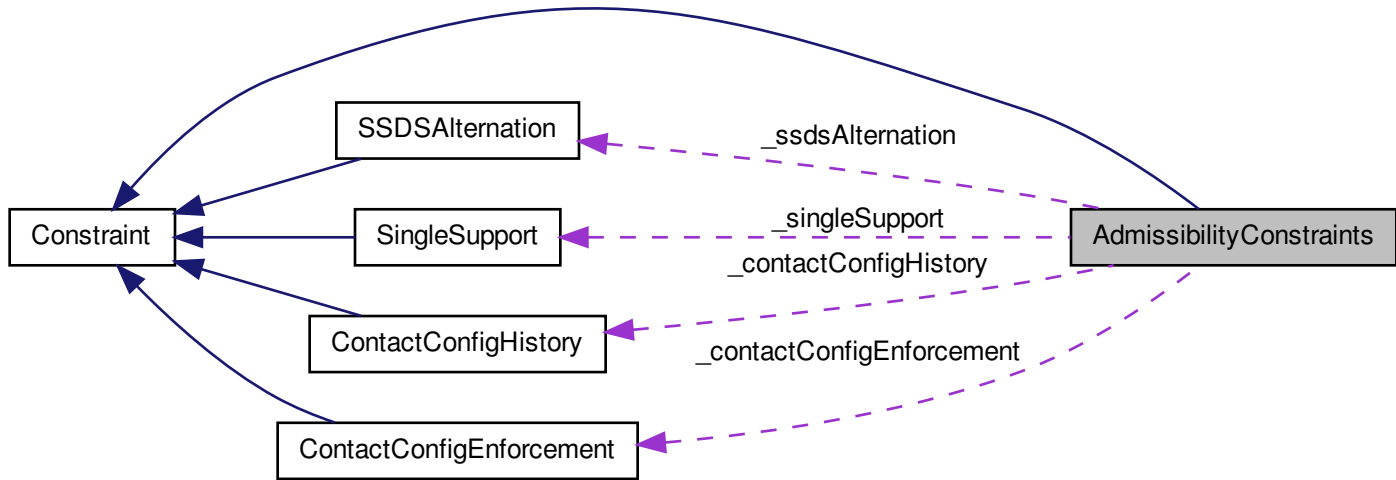 SSDSAlternation
_ssdsAlternation
Constraint
SingleSupport
_singleSupport
AdmissibilityConstraints
_contactConfigHistory
ContactConfigHistory
_contactConfigEnforcement
ContactConfigEnforcement